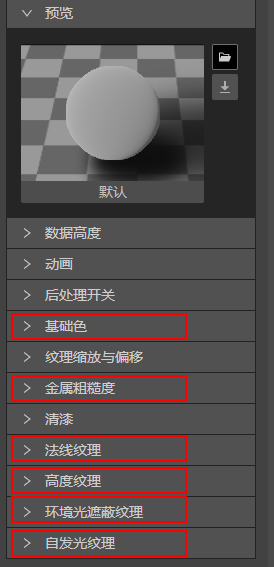 预览
默认
数据高度
动画
后处理开关
基础色
纹理缩放与偏移
金属粗糙度
清漆
法线纹理
高度纹理
环境光遮蔽纹理
自发光纹理